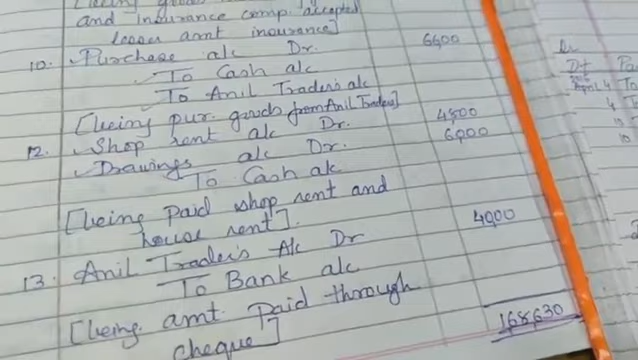 and Insurance comp. accepted
lesser amt insurance]
10. Purchase a/c Dr. 6600
To Cash a/c
To Anil Traders a/c
[being pur. goods from Anil Traders]
12. Shop rent a/c Dr. 4800
Drawings a/c Dr. 6000
To Cash a/c
[being paid shop rent and
house rent].
13. Anil Traders A/c Dr 4000
To Bank a/c
[being amt Paid through
cheque] 168,630